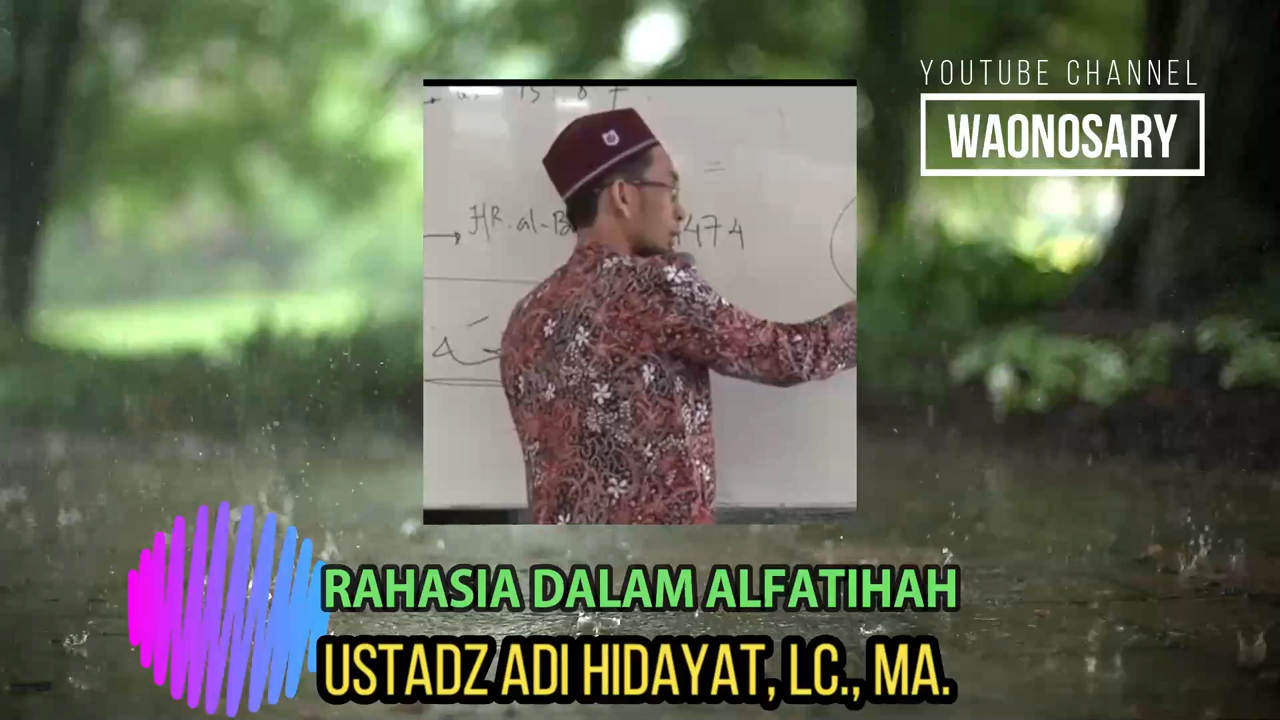 YOUTUBE CHANNEL
WAONOSARY
HR. al-B
474
RAHASIA DALAM ALFATIHAH
USTADZ ADI HIDAYAT, LC., MA.